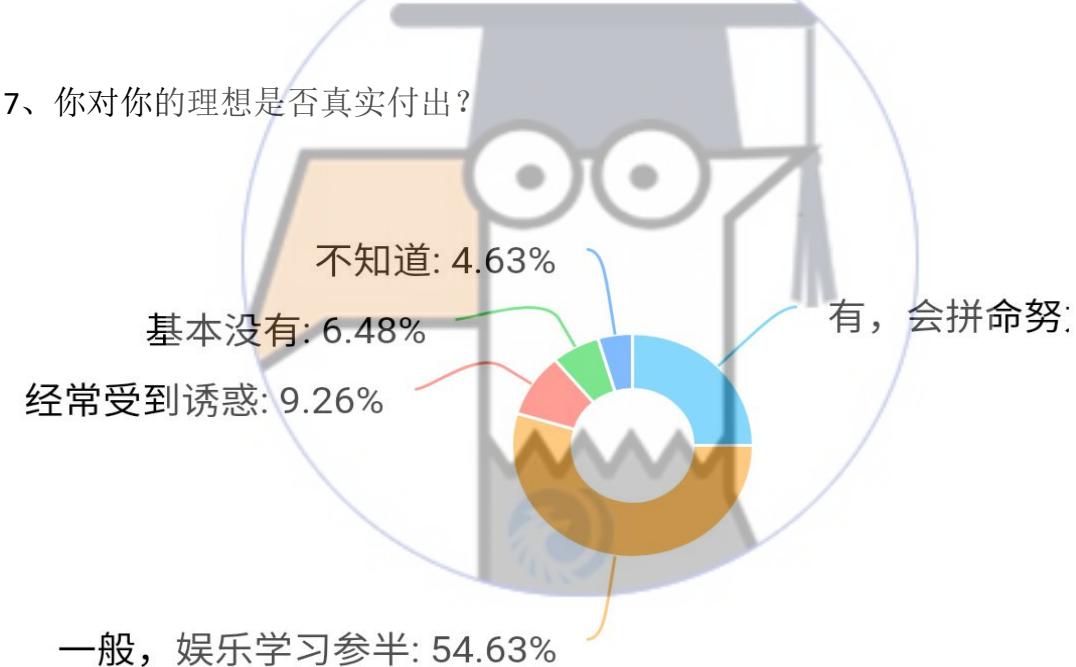 7、你对你的理想是否真实付出？
不知道: 4.63%
有，会拼命努
基本没有: 6.48%
经常受到诱惑: 9.26%
一般，娱乐学习参半: 54.63%